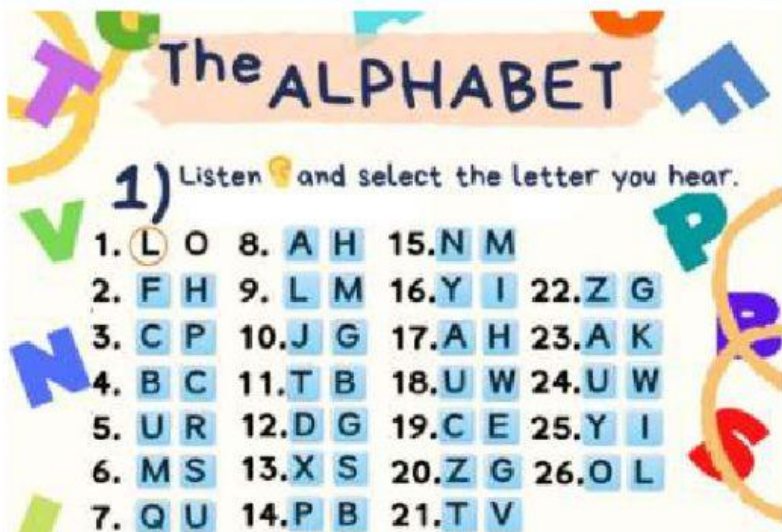 The ALPHABET
1) Listen and select the letter you hear.
1. L O 8. A H 15. N M
2. F H 9. L M 16. Y I 22. Z G
3. C P 10. J G 17. A H 23. A K
4. B C 11. T B 18. U W 24. U W
5. U R 12. D G 19. C E 25. Y I
6. M S 13. X S 20. Z G 26. O L
7. Q U 14. P B 21. T V
T
F
V
P
N
B
S